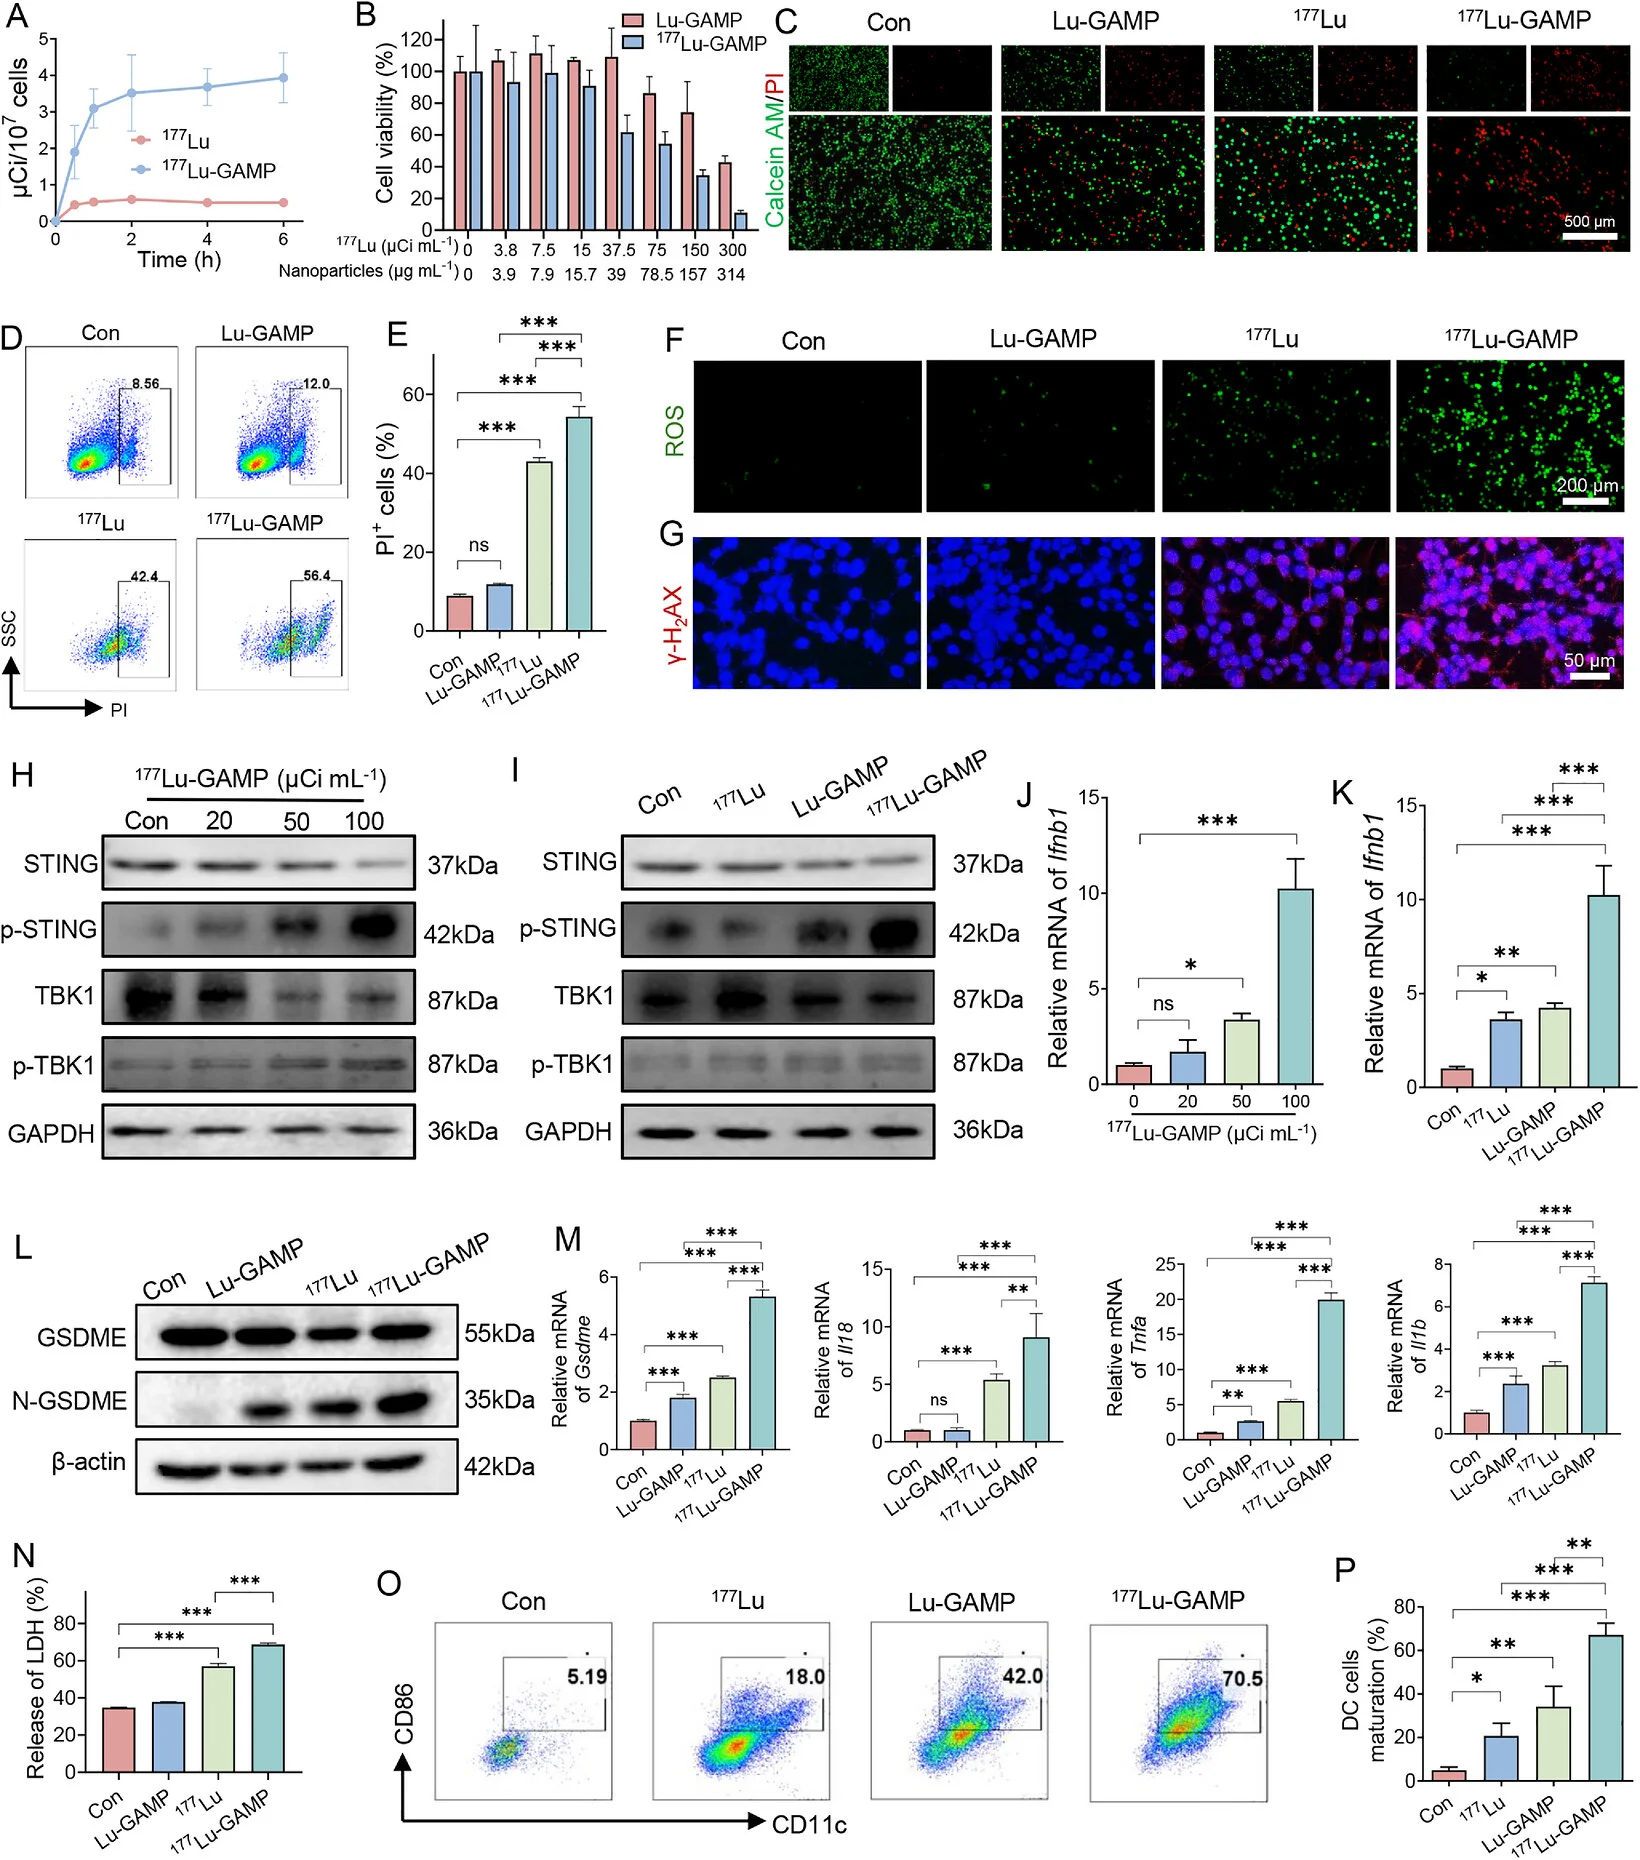 A
µCi/10⁷ cells
5
4
3
2
1
0
0 2 4 6
Time (h)
¹⁷⁷Lu
¹⁷⁷Lu-GAMP
B
Cell viability (%)
120
100
80
60
40
20
0
Lu-GAMP
¹⁷⁷Lu-GAMP
¹⁷⁷Lu (µCi mL⁻¹) 0 3.8 7.5 15 37.5 75 150 300
Nanoparticles (µg mL⁻¹) 0 3.9 7.9 15.7 39 78.5 157 314
C
Con Lu-GAMP ¹⁷⁷Lu ¹⁷⁷Lu-GAMP
Calcein AM/PI
500 µm
D
Con Lu-GAMP
8.56 12.0
¹⁷⁷Lu ¹⁷⁷Lu-GAMP
42.4 56.4
SSC
PI
E
PI⁺ cells (%)
60
40
20
0
ns *** *** *** ***
Con Lu-GAMP ¹⁷⁷Lu ¹⁷⁷Lu-GAMP
F
Con Lu-GAMP ¹⁷⁷Lu ¹⁷⁷Lu-GAMP
ROS
200 µm
G
γ-H₂AX
50 µm
H
¹⁷⁷Lu-GAMP (µCi mL⁻¹)
Con 20 50 100
STING 37kDa
p-STING 42kDa
TBK1 87kDa
p-TBK1 87kDa
GAPDH 36kDa
I
Con ¹⁷⁷Lu Lu-GAMP ¹⁷⁷Lu-GAMP
STING 37kDa
p-STING 42kDa
TBK1 87kDa
p-TBK1 87kDa
GAPDH 36kDa
J
Relative mRNA of Ifnb1
15
10
5
0
ns * ***
0 20 50 100
¹⁷⁷Lu-GAMP (µCi mL⁻¹)
K
Relative mRNA of Ifnb1
15
10
5
0
* ** *** *** ***
Con ¹⁷⁷Lu Lu-GAMP ¹⁷⁷Lu-GAMP
L
Con Lu-GAMP ¹⁷⁷Lu ¹⁷⁷Lu-GAMP
GSDME 55kDa
N-GSDME 35kDa
β-actin 42kDa
M
Relative mRNA
of Gsdme
6
4
2
0
*** *** *** *** ***
Con Lu-GAMP ¹⁷⁷Lu ¹⁷⁷Lu-GAMP
Relative mRNA
of Il18
15
10
5
0
ns *** ** *** ***
Con Lu-GAMP ¹⁷⁷Lu ¹⁷⁷Lu-GAMP
Relative mRNA
of Tnfa
25
20
15
10
5
0
** *** *** *** ***
Con Lu-GAMP ¹⁷⁷Lu ¹⁷⁷Lu-GAMP
Relative mRNA
of Il1b
8
6
4
2
0
*** *** *** *** ***
Con Lu-GAMP ¹⁷⁷Lu ¹⁷⁷Lu-GAMP
N
Release of LDH (%)
80
60
40
20
0
*** *** ***
Con Lu-GAMP ¹⁷⁷Lu ¹⁷⁷Lu-GAMP
O
Con ¹⁷⁷Lu Lu-GAMP ¹⁷⁷Lu-GAMP
5.19 18.0 42.0 70.5
CD86
CD11c
P
DC cells
maturation (%)
80
60
40
20
0
* ** *** *** **
Con ¹⁷⁷Lu Lu-GAMP ¹⁷⁷Lu-GAMP